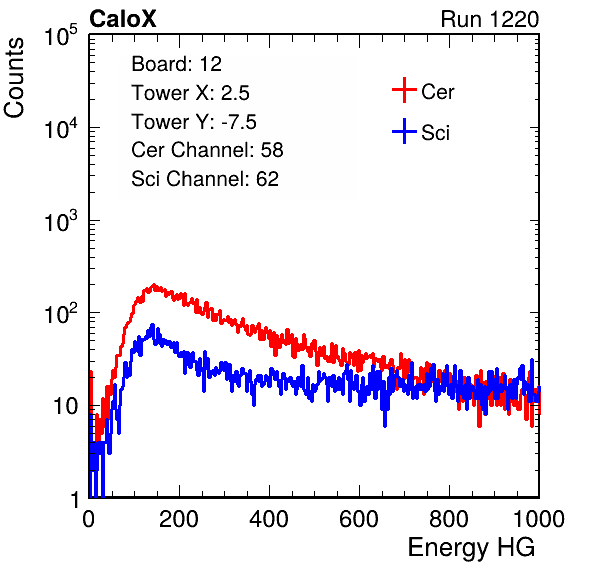 CaloX Run 1220
Counts
10^5
10^4
10^3
10^2
10
1
Board: 12
Tower X: 2.5
Tower Y: -7.5
Cer Channel: 58
Sci Channel: 62
Cer
Sci
0 200 400 600 800 1000
Energy HG